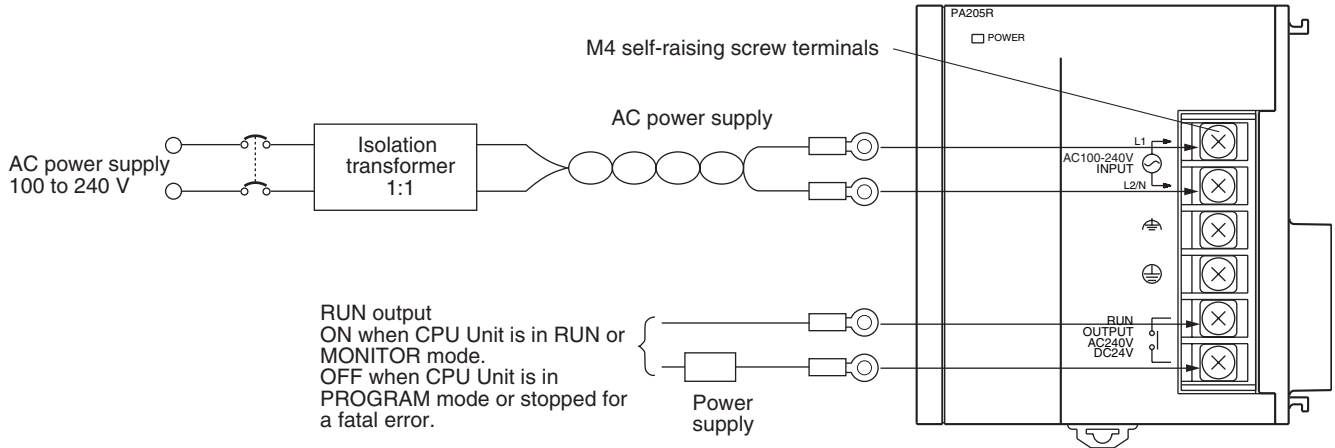 PA205R
POWER
M4 self-raising screw terminals
AC power supply
AC power supply
100 to 240 V
Isolation
transformer
1:1
L1
AC100-240V
INPUT
L2/N
RUN output
ON when CPU Unit is in RUN or
MONITOR mode.
OFF when CPU Unit is in
PROGRAM mode or stopped for
a fatal error.
Power
supply
RUN
OUTPUT
AC240V
DC24V